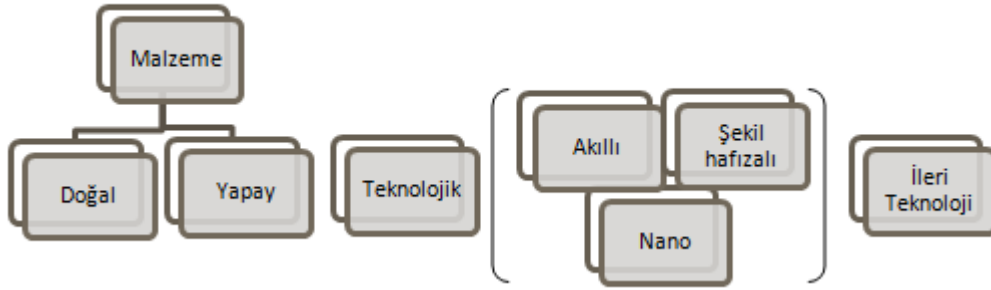 Malzeme
Doğal
Yapay
Teknolojik
Akıllı
Şekil
hafızalı
Nano
İleri
Teknoloji